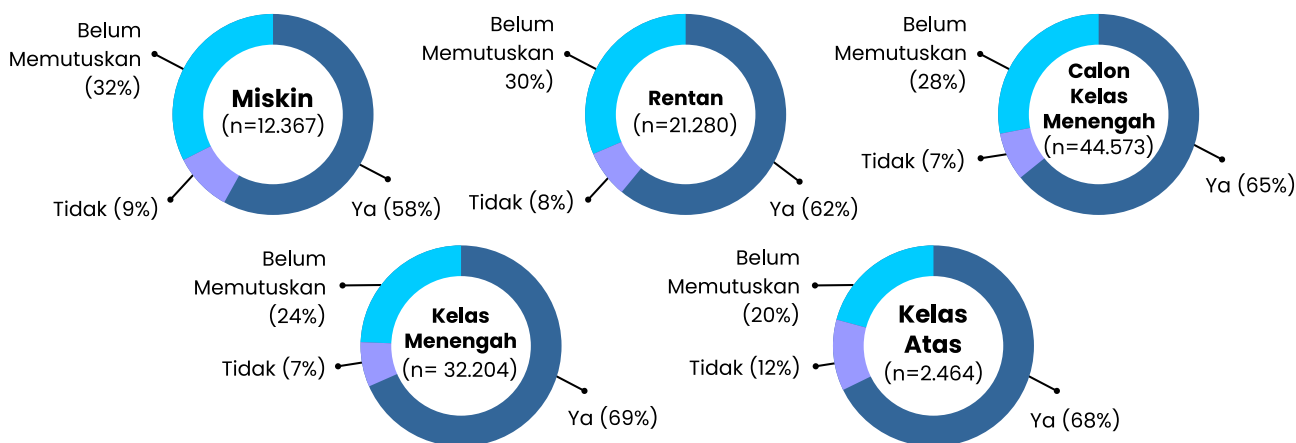 Belum
Memutuskan
(32%)
Miskin
(n=12.367)
Tidak (9%)
Ya (58%)
Belum
Memutuskan
30%)
Rentan
(n=21.280)
Tidak (8%)
Ya (62%)
Belum
Memutuskan
(28%)
Calon
Kelas
Menengah
(n=44.573)
Tidak (7%)
Ya (65%)
Belum
Memutuskan
(24%)
Kelas
Menengah
(n= 32.204)
Tidak (7%)
Ya (69%)
Belum
Memutuskan
(20%)
Kelas
Atas
(n=2.464)
Tidak (12%)
Ya (68%)